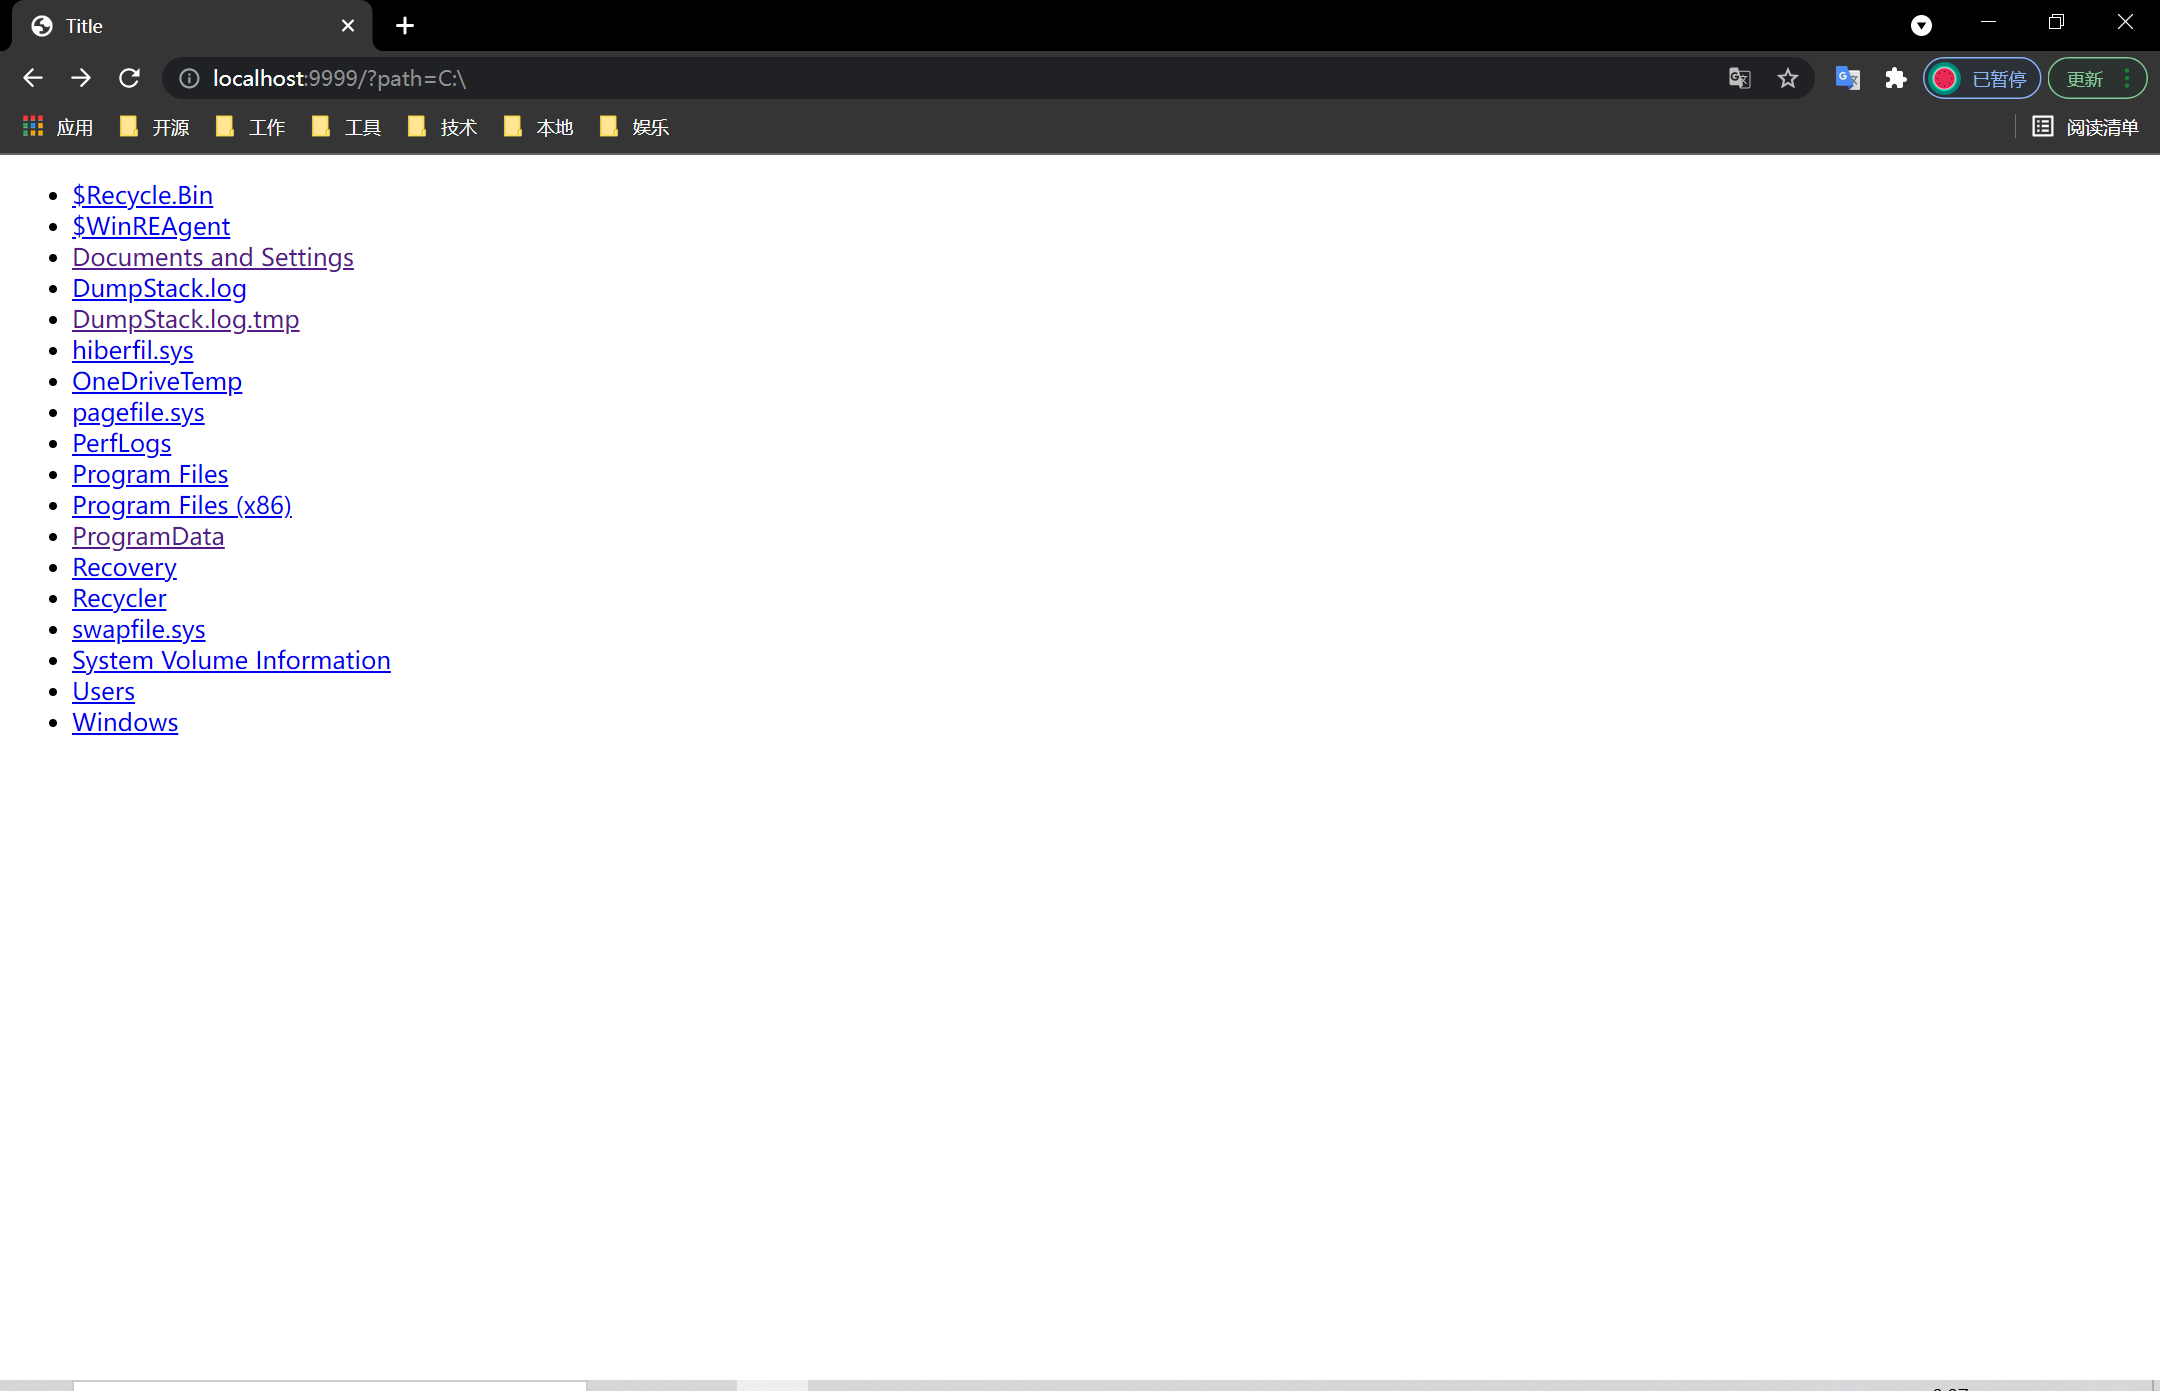 Title
localhost:9999/?path=C:\
已暂停
更新
应用 开源 工作 工具 技术 本地 娱乐 阅读清单
$Recycle.Bin
$WinREAgent
Documents and Settings
DumpStack.log
DumpStack.log.tmp
hiberfil.sys
OneDriveTemp
pagefile.sys
PerfLogs
Program Files
Program Files (x86)
ProgramData
Recovery
Recycler
swapfile.sys
System Volume Information
Users
Windows